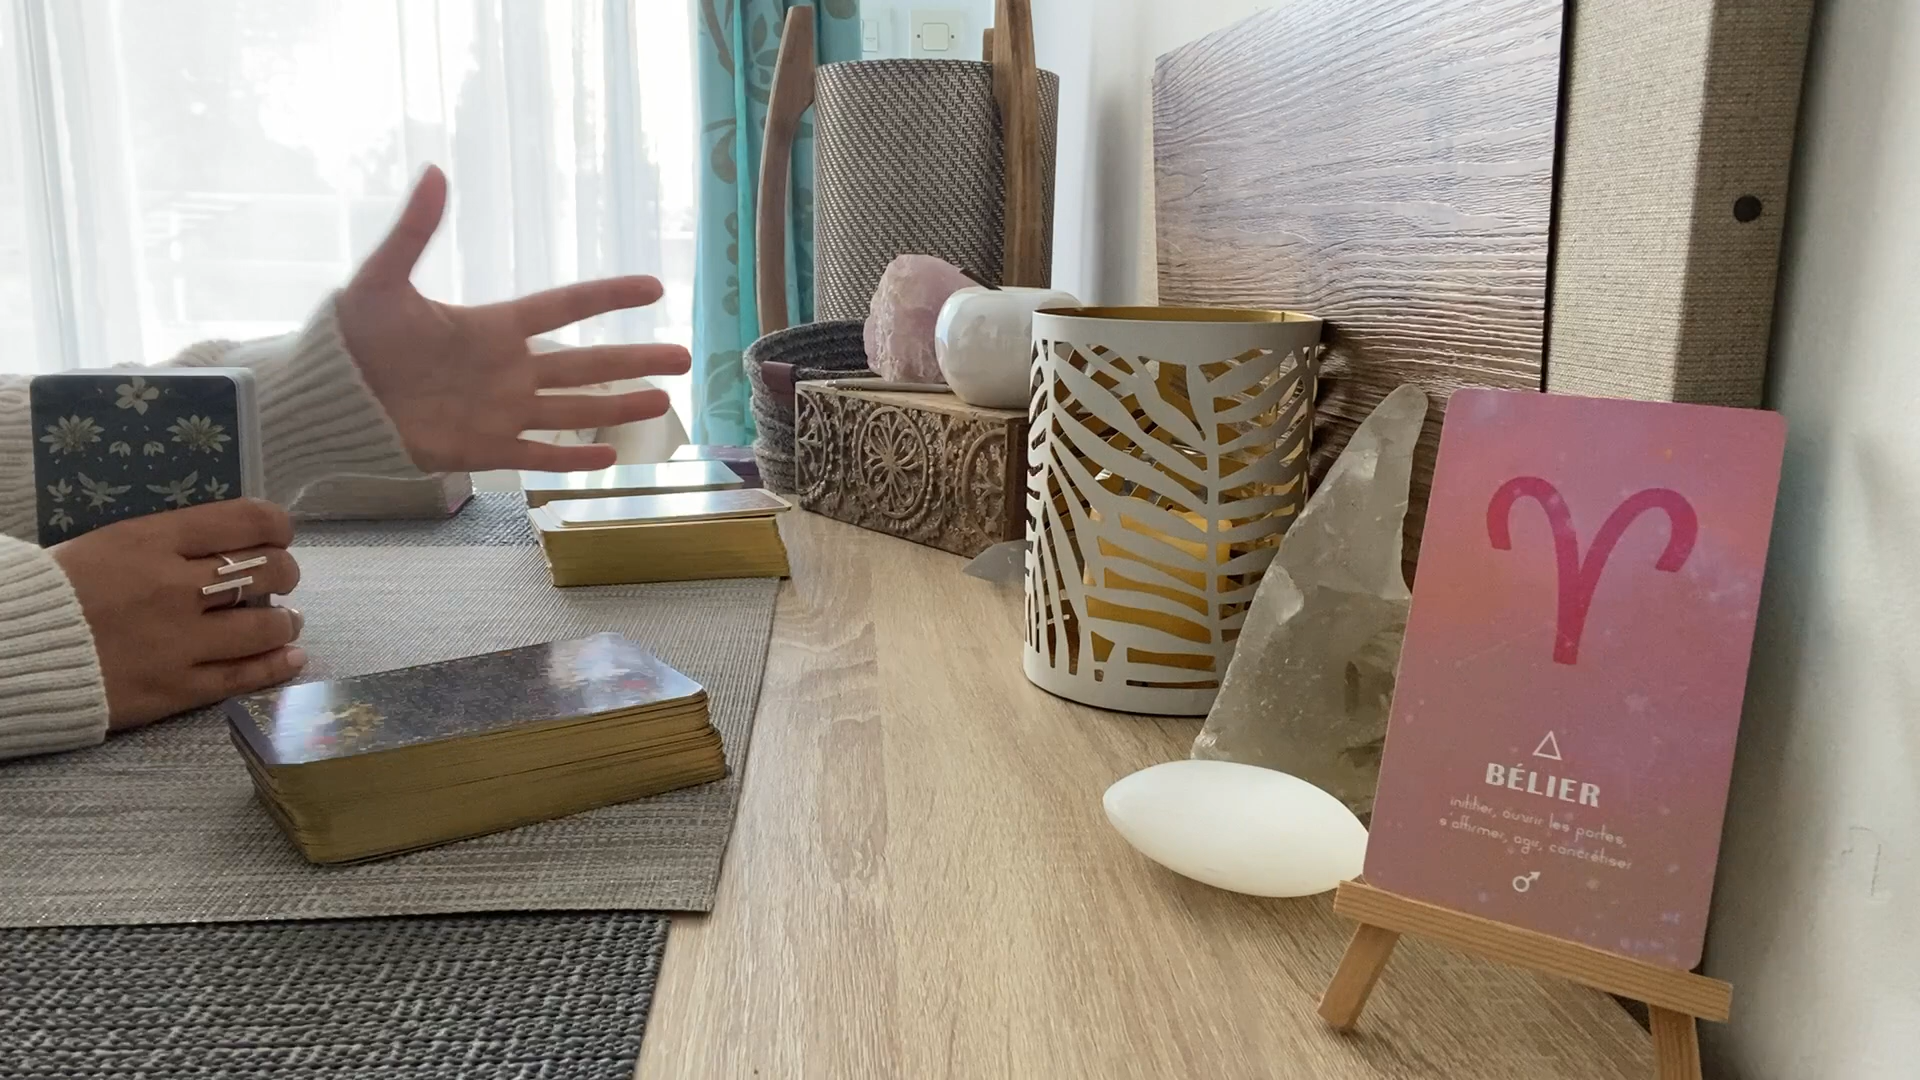 BÉLIER
initier, ouvrir les portes,
s'affirmer, agir, concrétiser